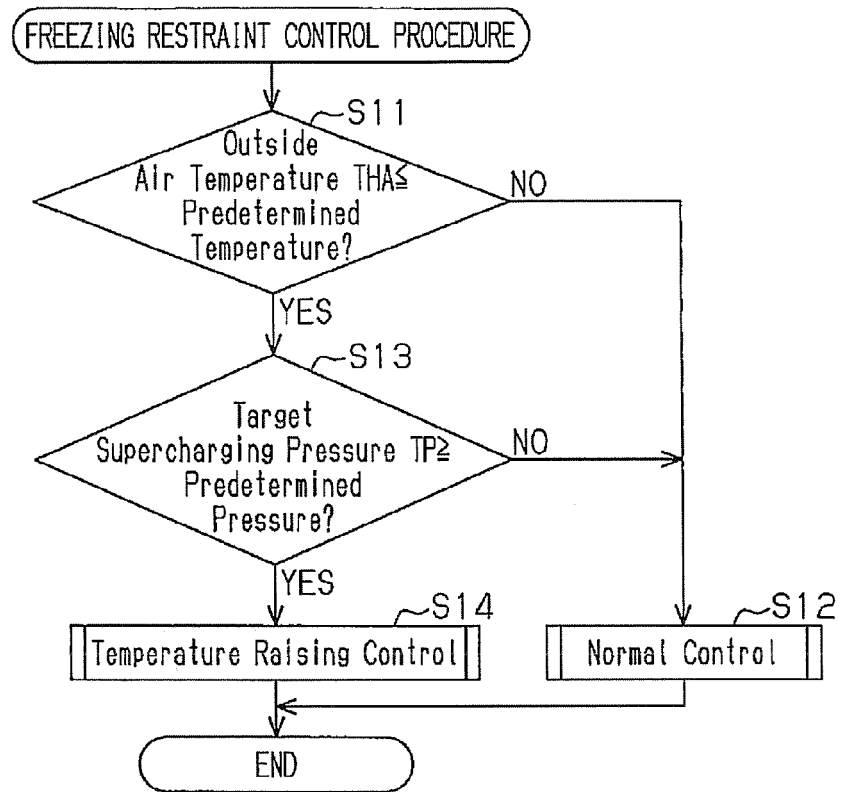 FREEZING RESTRAINT CONTROL PROCEDURE
S11
Outside
Air Temperature THA≦
Predetermined
Temperature?
NO
YES
S13
Target
Supercharging Pressure TP≧
Predetermined
Pressure?
NO
YES
S14
Temperature Raising Control
S12
Normal Control
END